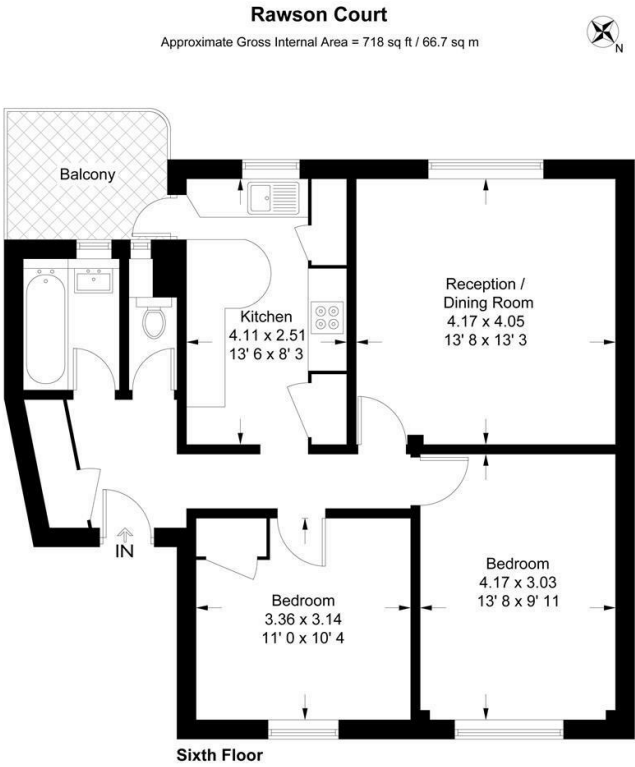 Rawson Court
Approximate Gross Internal Area = 718 sq ft / 66.7 sq m
N
Balcony
Reception /
Dining Room
4.17 x 4.05
13' 8 x 13' 3
Kitchen
4.11 x 2.51
13' 6 x 8' 3
IN
Bedroom
4.17 x 3.03
13' 8 x 9' 11
Bedroom
3.36 x 3.14
11' 0 x 10' 4
Sixth Floor